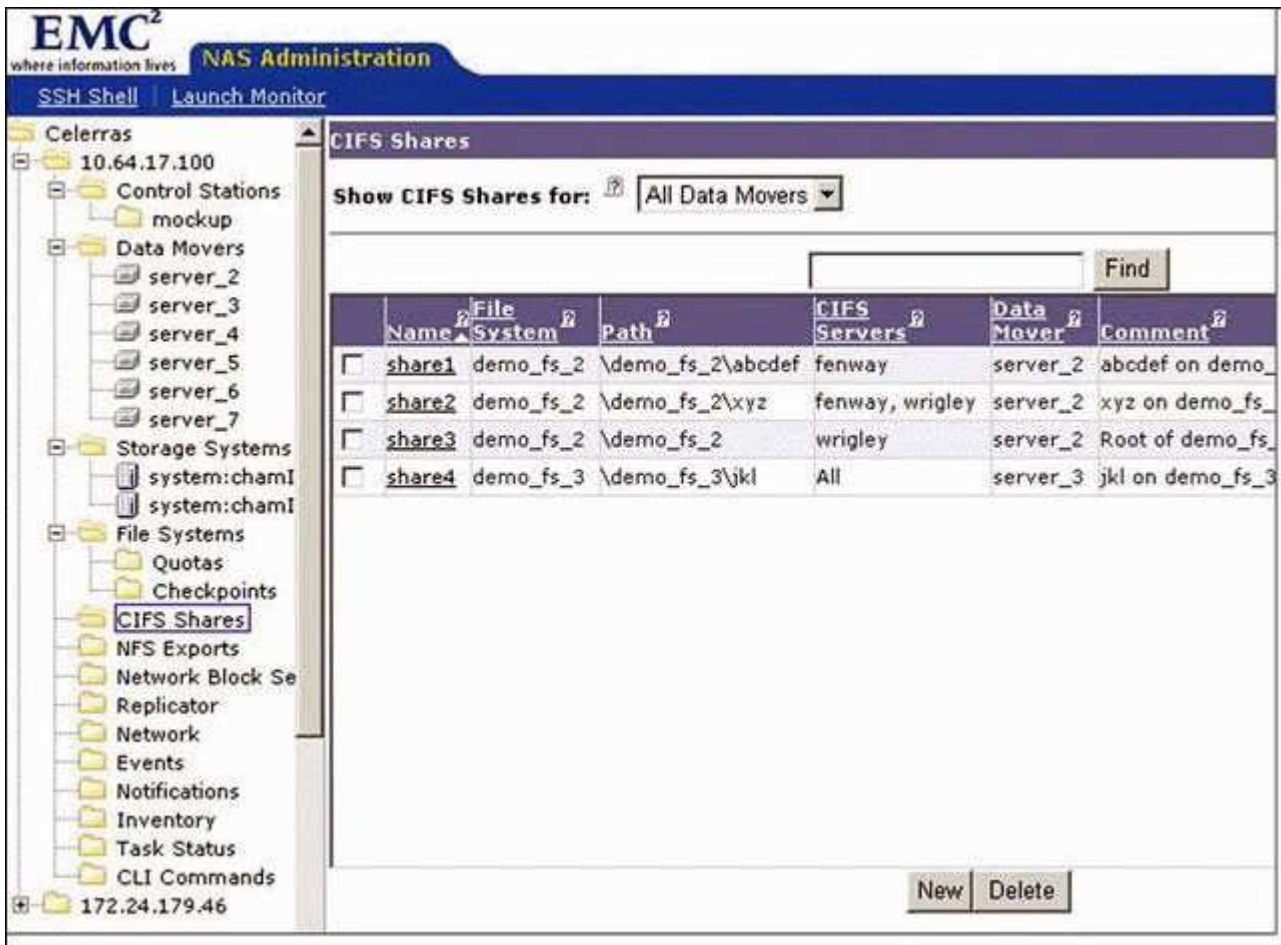 EMC²
where information lives
NAS Administration
SSH Shell | Launch Monitor
Celerras
10.64.17.100
Control Stations
mockup
Data Movers
server_2
server_3
server_4
server_5
server_6
server_7
Storage Systems
system:chamI
system:chamI
File Systems
Quotas
Checkpoints
CIFS Shares
NFS Exports
Network Block Se
Replicator
Network
Events
Notifications
Inventory
Task Status
CLI Commands
172.24.179.46
CIFS Shares
Show CIFS Shares for: ? All Data Movers
Find
Name ? File System ? Path ? CIFS Servers ? Data Mover ? Comment ?
share1 demo_fs_2 \demo_fs_2\abcdef fenway server_2 abcdef on demo_
share2 demo_fs_2 \demo_fs_2\xyz fenway, wrigley server_2 xyz on demo_fs_
share3 demo_fs_2 \demo_fs_2 wrigley server_2 Root of demo_fs_
share4 demo_fs_3 \demo_fs_3\jkl All server_3 jkl on demo_fs_3
New Delete